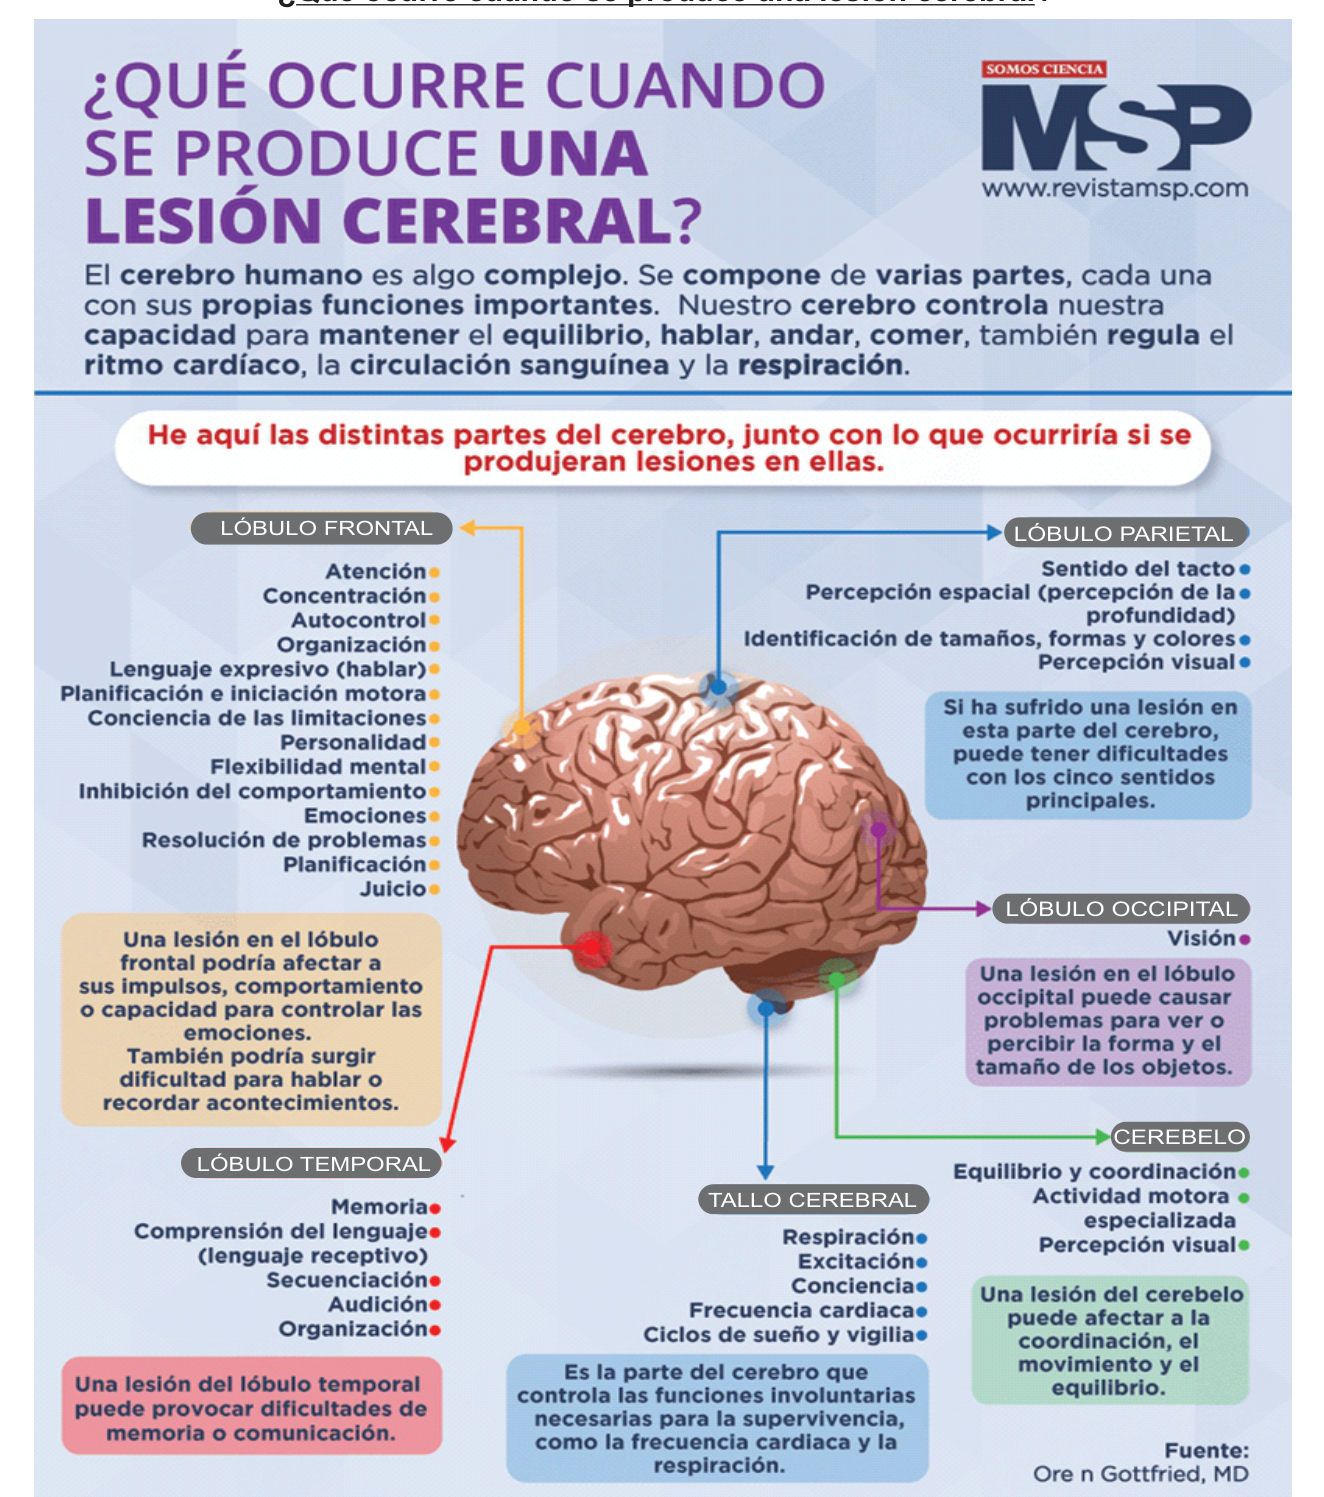 ¿Qué ocurre cuando se produce una lesión cerebral?
¿QUÉ OCURRE CUANDO
SE PRODUCE UNA
LESIÓN CEREBRAL?
SOMOS CIENCIA
MSP
www.revistamsp.com
El cerebro humano es algo complejo. Se compone de varias partes, cada una
con sus propias funciones importantes. Nuestro cerebro controla nuestra
capacidad para mantener el equilibrio, hablar, andar, comer, también regula el
ritmo cardíaco, la circulación sanguínea y la respiración.
He aquí las distintas partes del cerebro, junto con lo que ocurriría si se
produjeran lesiones en ellas.
LÓBULO FRONTAL
Atención
Concentración
Autocontrol
Organización
Lenguaje expresivo (hablar)
Planificación e iniciación motora
Conciencia de las limitaciones
Personalidad
Flexibilidad mental
Inhibición del comportamiento
Emociones
Resolución de problemas
Planificación
Juicio
Una lesión en el lóbulo
frontal podría afectar a
sus impulsos, comportamiento
o capacidad para controlar las
emociones.
También podría surgir
dificultad para hablar o
recordar acontecimientos.
LÓBULO PARIETAL
Sentido del tacto
Percepción espacial (percepción de la
profundidad)
Identificación de tamaños, formas y colores
Percepción visual
Si ha sufrido una lesión en
esta parte del cerebro,
puede tener dificultades
con los cinco sentidos
principales.
LÓBULO OCCIPITAL
Visión
Una lesión en el lóbulo
occipital puede causar
problemas para ver o
percibir la forma y el
tamaño de los objetos.
LÓBULO TEMPORAL
Memoria
Comprensión del lenguaje
(lenguaje receptivo)
Secuenciación
Audición
Organización
Una lesión del lóbulo temporal
puede provocar dificultades de
memoria o comunicación.
TALLO CEREBRAL
Respiración
Excitación
Conciencia
Frecuencia cardiaca
Ciclos de sueño y vigilia
Es la parte del cerebro que
controla las funciones involuntarias
necesarias para la supervivencia,
como la frecuencia cardiaca y la
respiración.
CEREBELO
Equilibrio y coordinación
Actividad motora
especializada
Percepción visual
Una lesión del cerebelo
puede afectar a la
coordinación, el
movimiento y el
equilibrio.
Fuente:
Ore n Gottfried, MD